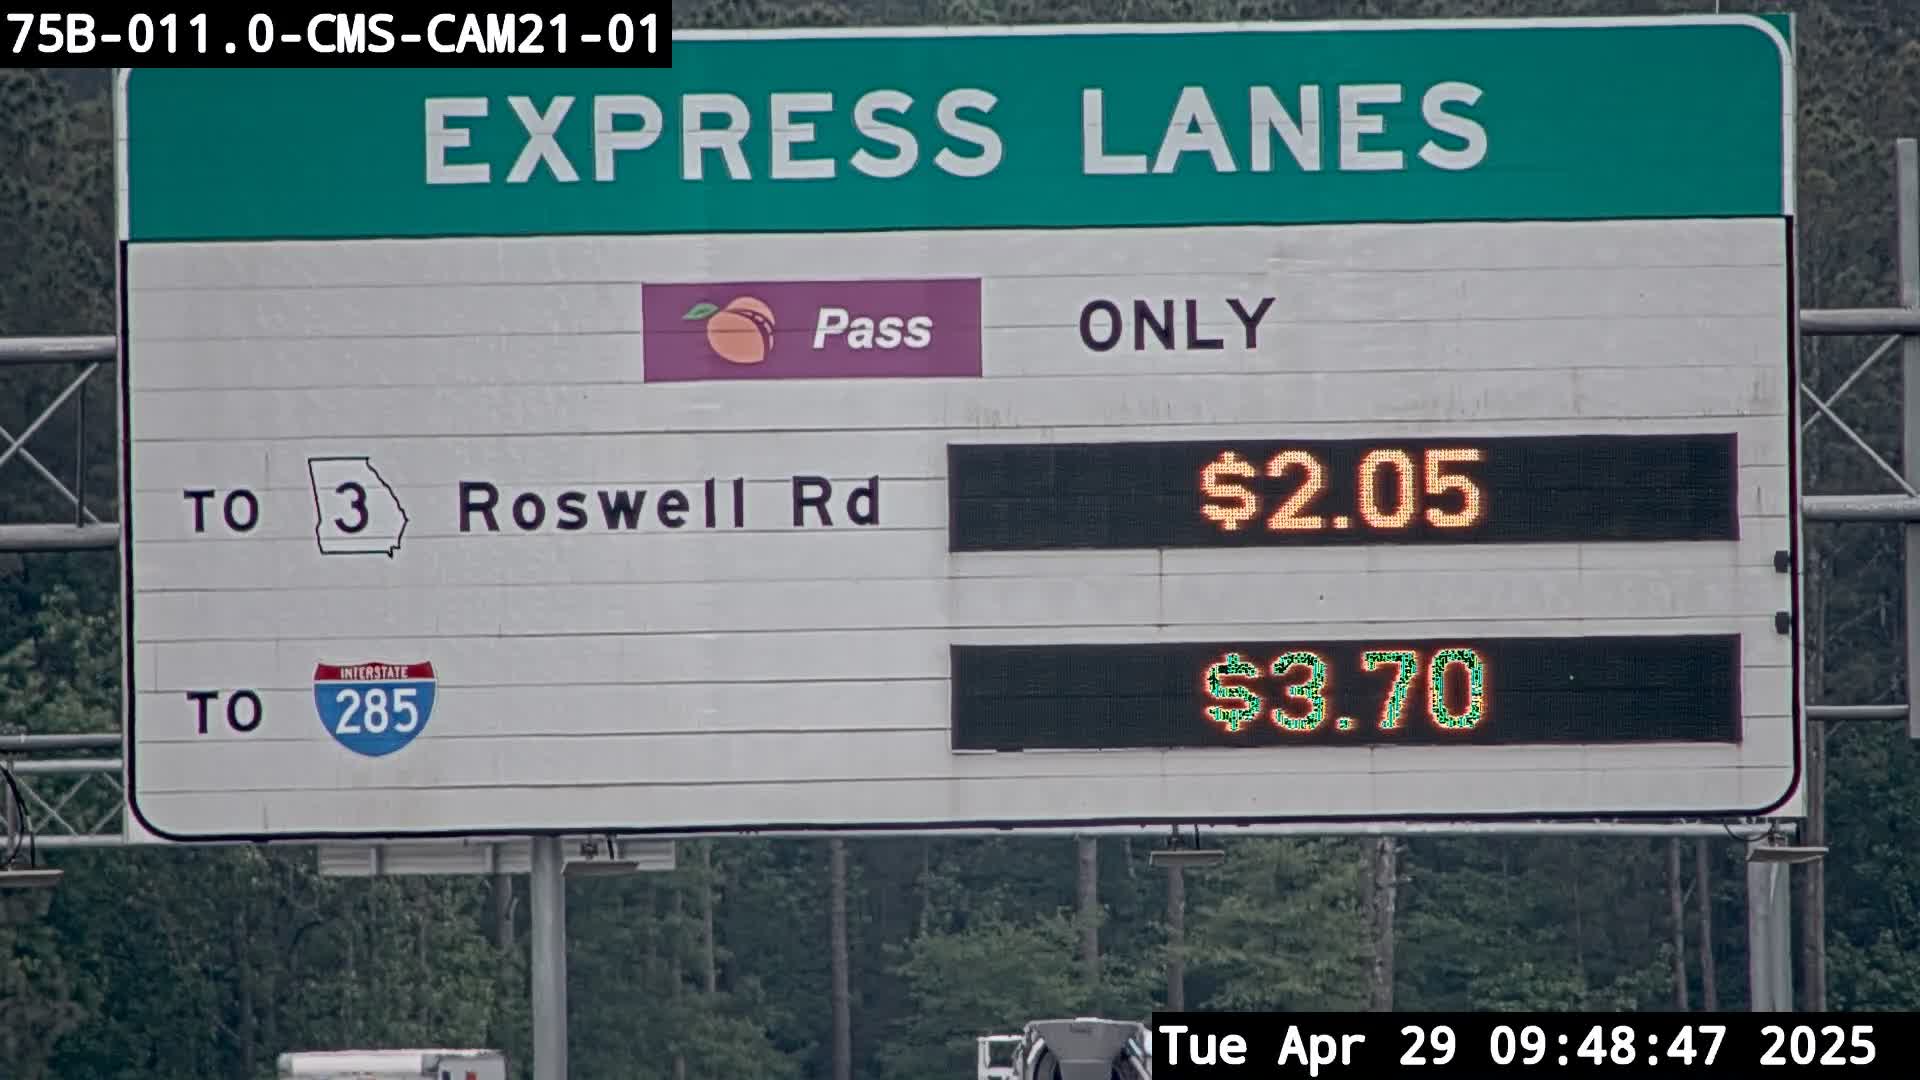 75B-011.0-CMS-CAM21-01
EXPRESS LANES
Pass ONLY
TO 3 Roswell Rd $2.05
TO INTERSTATE 285 $3.70
Tue Apr 29 09:48:47 2025